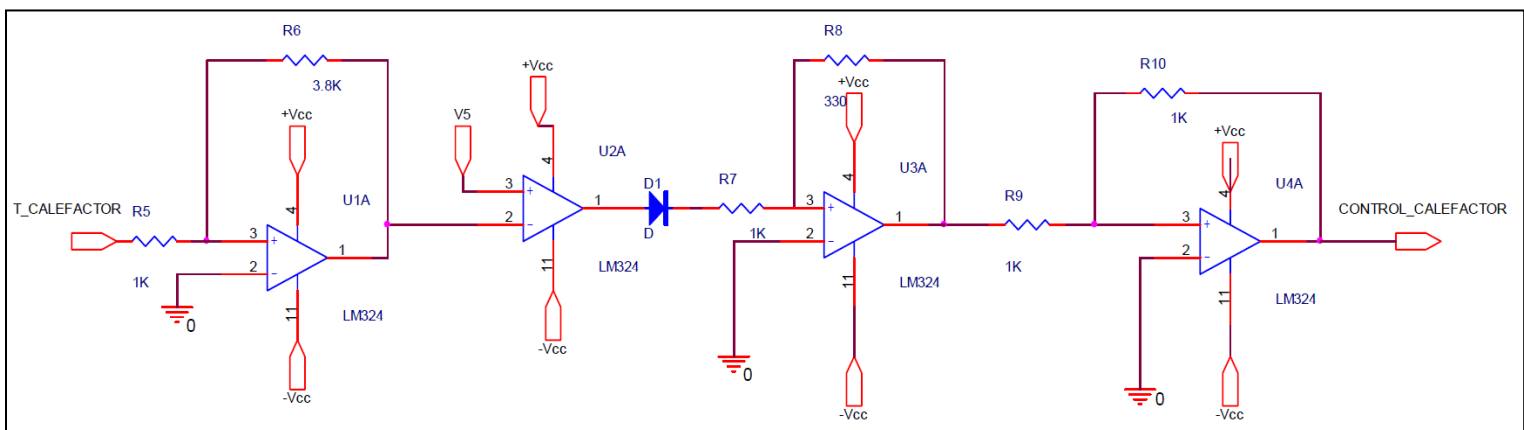 R6
3.8K
+Vcc
T_CALEFACTOR
R5
1K
3
2
4
11
1
U1A
LM324
0
-Vcc
+Vcc
V5
3
2
4
11
1
U2A
LM324
-Vcc
D1
D
R7
1K
R8
330
+Vcc
3
2
4
11
1
U3A
LM324
0
-Vcc
R9
1K
R10
1K
+Vcc
3
2
4
11
1
U4A
LM324
0
-Vcc
CONTROL_CALEFACTOR